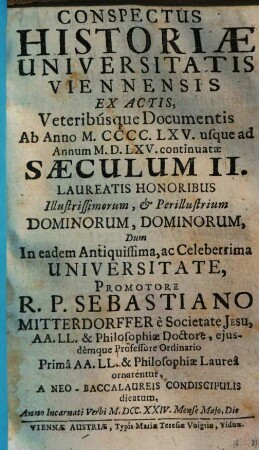 CONSPECTUS
HISTORIÆ
UNIVERSITATIS
VIENNENSIS
EX ACTIS,
Veteribúsque Documentis
Ab Anno M. CCCC. LXV. usque ad
Annum M. D. LXV. continuatæ
SÆCULUM II.
LAUREATIS HONORIBUS
Illustrissimorum, & Perillustrium
DOMINORUM, DOMINORUM,
Dum
In eadem Antiquissima, ac Celeberrima
UNIVERSITATE,
PROMOTORE
R. P. SEBASTIANO
MITTERDORFFER è Societate Jesu,
AA. LL. & Philosophiæ Doctore, ejus-
démque Professore Ordinario
Primâ AA. LL. & Philosophiæ Laureâ
ornarentur,
A NEO-BACCALAUREIS CONDISCIPULIS
dicatum,
Anno Incarnati Verbi M. DCC. XXIV. Mense Majo. Die
VIENNÆ AUSTRIÆ, Typis Mariæ Teresiæ Voigtin, Viduæ.